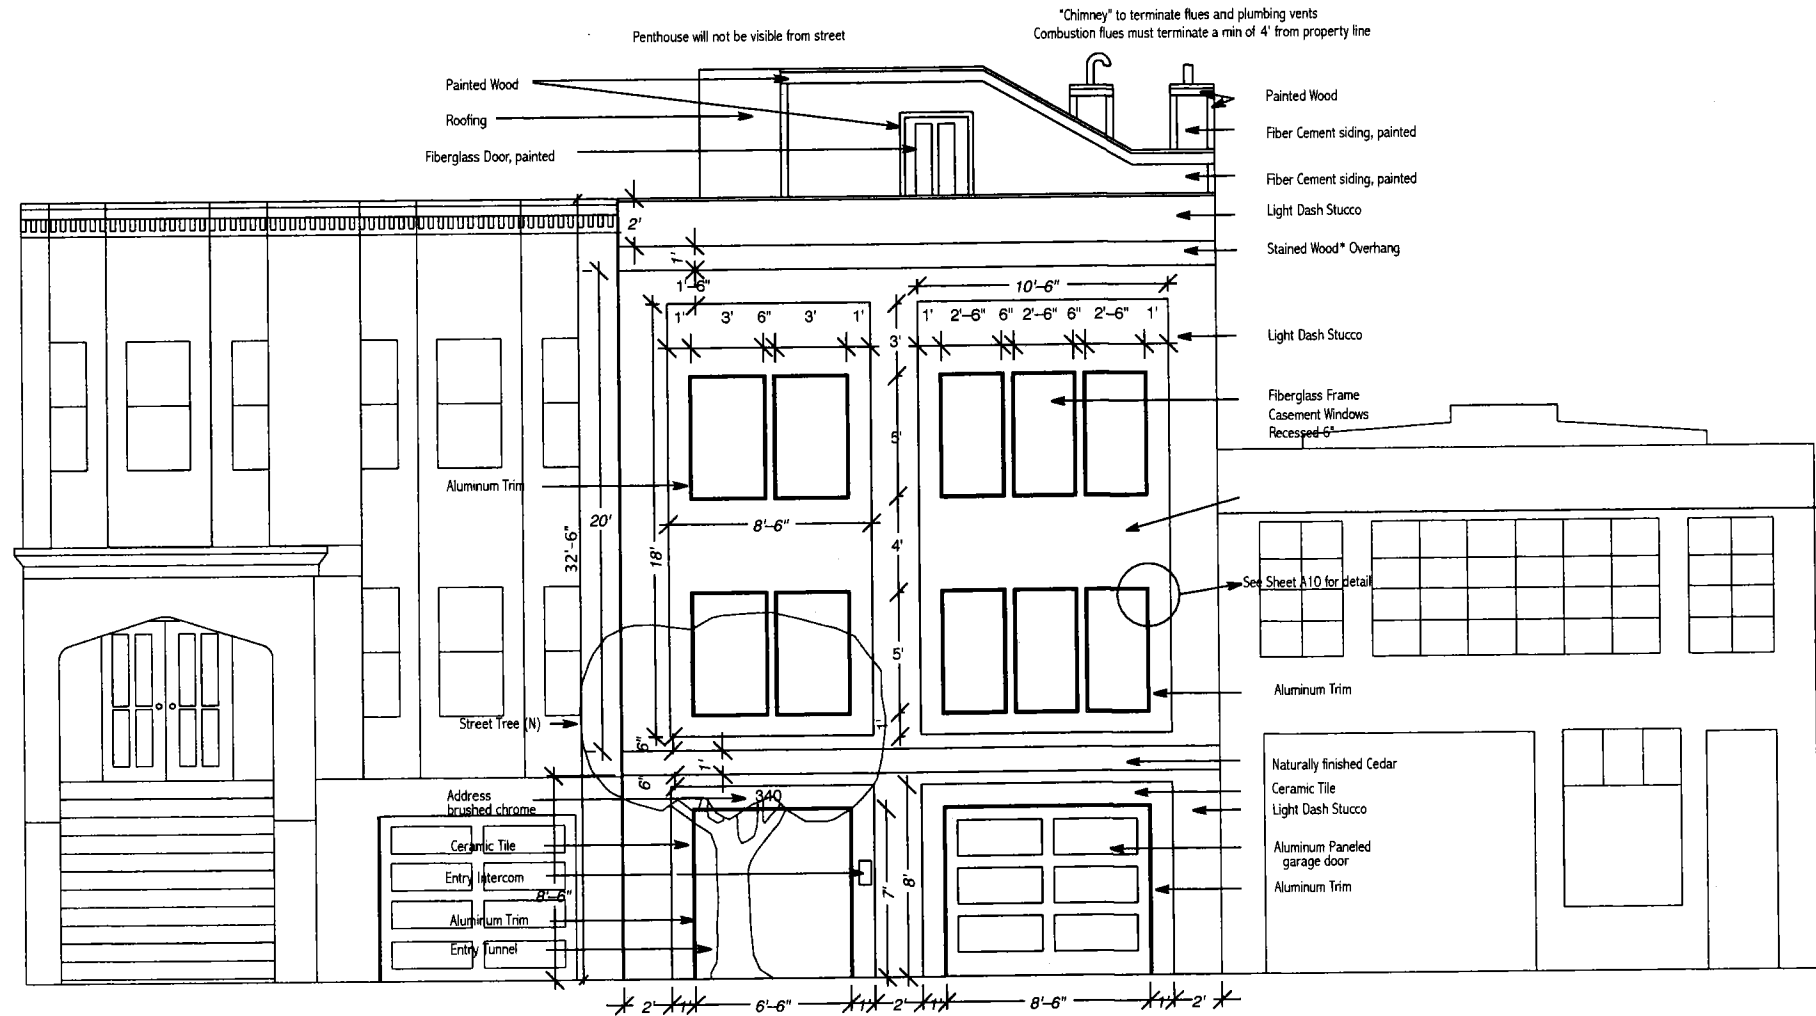 "Chimney" to terminate flues and plumbing vents
Combustion flues must terminate a min of 4' from property line
Penthouse will not be visible from street
Painted Wood
Roofing
Fiberglass Door, painted
Painted Wood
Fiber Cement siding, painted
Fiber Cement siding, painted
Light Dash Stucco
Stained Wood* Overhang
2'
1'
1'-6"
10'-6"
1' 3' 6" 3' 1'
1' 2'-6" 6" 2'-6" 6" 2'-6" 1'
3'
Light Dash Stucco
Fiberglass Frame
Casement Windows
Recessed 6"
5'
Aluminum Trim
20'
8'-6"
32'-6"
18'
4'
See Sheet A10 for detail
5'
Aluminum Trim
Street Tree (N)
1'
6"
1'
6"
Naturally finished Cedar
Ceramic Tile
Light Dash Stucco
Address
brushed chrome
340
Ceramic Tile
Entry Intercom
8'-6"
Aluminum Trim
Entry Tunnel
7'
8'
Aluminum Paneled
garage door
Aluminum Trim
2' 1' 6'-6" 1' 2' 1' 8'-6" 1' 2'